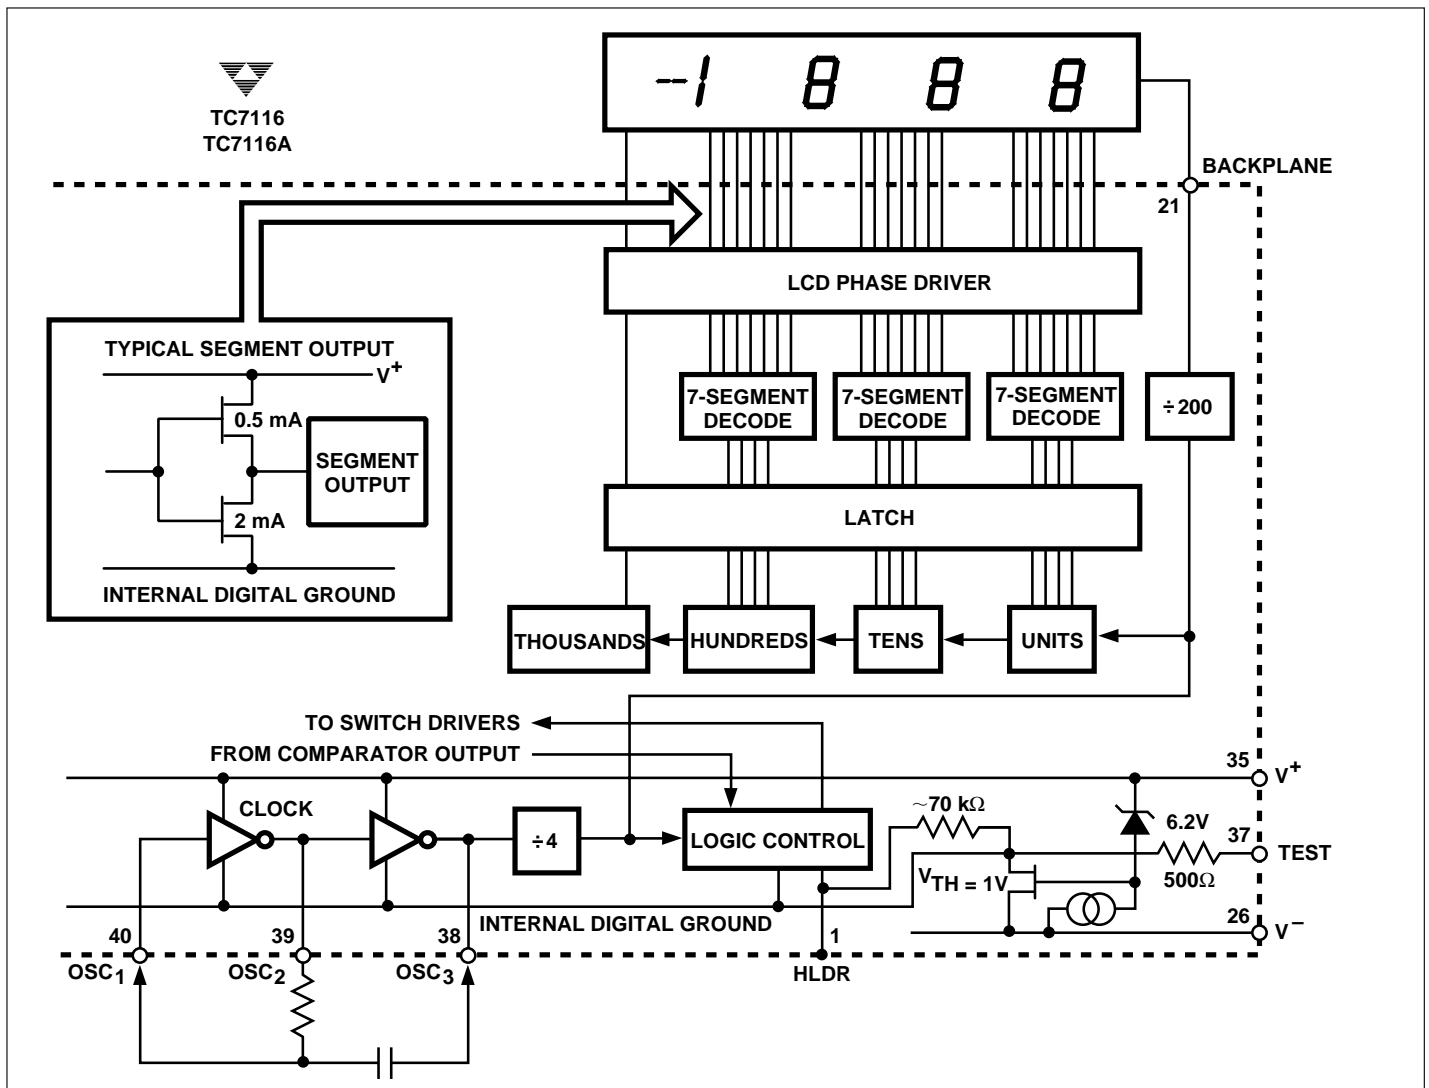 -1 8 8 8
TC7116
TC7116A
BACKPLANE
21
LCD PHASE DRIVER
TYPICAL SEGMENT OUTPUT
V+
0.5 mA
SEGMENT
OUTPUT
2 mA
INTERNAL DIGITAL GROUND
7-SEGMENT
DECODE
7-SEGMENT
DECODE
7-SEGMENT
DECODE
÷200
LATCH
THOUSANDS
HUNDREDS
TENS
UNITS
TO SWITCH DRIVERS
FROM COMPARATOR OUTPUT
35
V+
CLOCK
~70 kΩ
6.2V
÷4
LOGIC CONTROL
37
TEST
VTH = 1V
500Ω
INTERNAL DIGITAL GROUND
26
V–
40
39
38
1
OSC1
OSC2
OSC3
HLDR